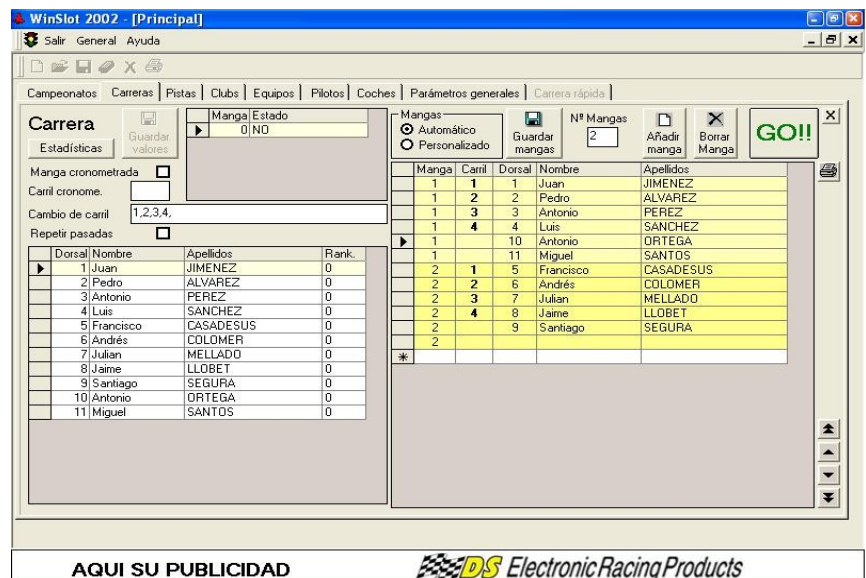 WinSlot 2002 - [Principal]
Salir General Ayuda
Campeonatos Carreras Pistas Clubs Equipos Pilotos Coches Parámetros generales Carrera rápida
Carrera
Estadísticas
Guardar valores
Manga Estado
0 NO
Manga cronometrada
Carril cronome.
Cambio de carril 1,2,3,4,
Repetir pasadas
Dorsal Nombre Apellidos Rank.
1 Juan JIMENEZ 0
2 Pedro ALVAREZ 0
3 Antonio PEREZ 0
4 Luis SANCHEZ 0
5 Francisco CASADESUS 0
6 Andrés COLOMER 0
7 Julian MELLADO 0
8 Jaime LLOBET 0
9 Santiago SEGURA 0
10 Antonio ORTEGA 0
11 Miguel SANTOS 0
Mangas
Automático
Personalizado
Guardar mangas
Nº Mangas
2
Añadir manga
Borrar Manga
GO!!
Manga Carril Dorsal Nombre Apellidos
1 1 1 Juan JIMENEZ
1 2 2 Pedro ALVAREZ
1 3 3 Antonio PEREZ
1 4 4 Luis SANCHEZ
1 10 Antonio ORTEGA
1 11 Miguel SANTOS
2 1 5 Francisco CASADESUS
2 2 6 Andrés COLOMER
2 3 7 Julian MELLADO
2 4 8 Jaime LLOBET
2 9 Santiago SEGURA
2
AQUI SU PUBLICIDAD
DS Electronic Racing Products